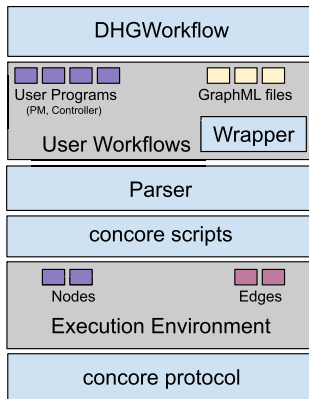 DHGWorkflow
User Programs
(PM, Controller)
GraphML files
Wrapper
User Workflows
Parser
concore scripts
Nodes
Edges
Execution Environment
concore protocol